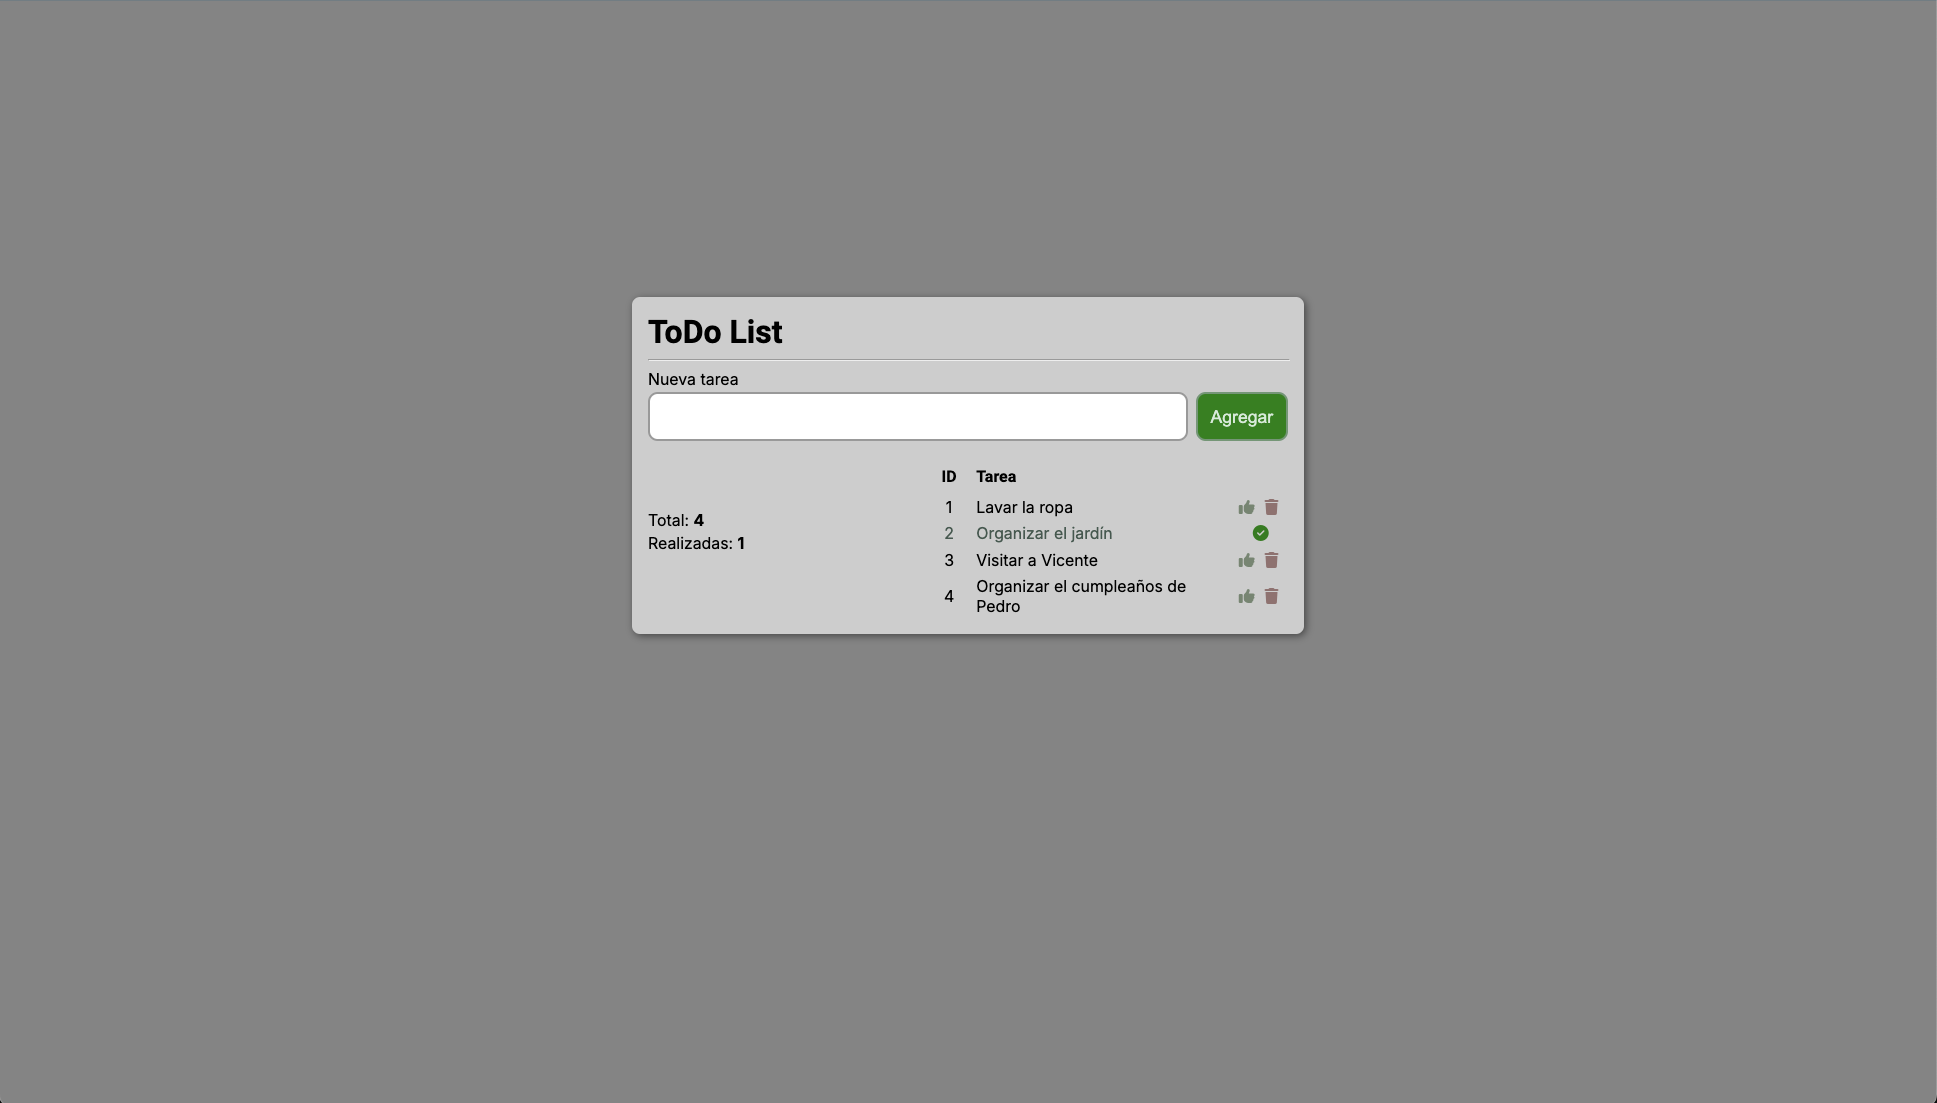 ToDo List
Nueva tarea
Agregar
Total: 4
Realizadas: 1
ID Tarea
1 Lavar la ropa
2 Organizar el jardín
3 Visitar a Vicente
4 Organizar el cumpleaños de
Pedro